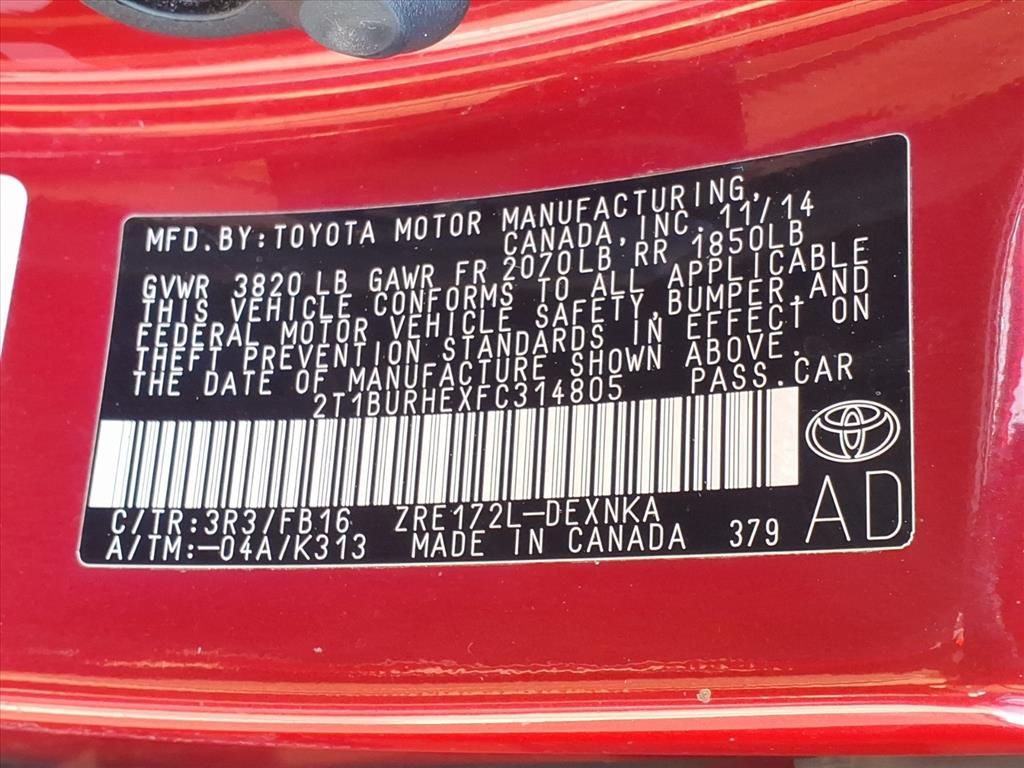 MFD.BY:TOYOTA MOTOR MANUFACTURING,
CANADA,INC. 11/14
GVWR 3820 LB GAWR FR 2070LB RR 1850LB
THIS VEHICLE CONFORMS TO ALL APPLICABLE
FEDERAL MOTOR VEHICLE SAFETY,BUMPER,AND
THEFT PREVENTION STANDARDS IN EFFECT ON
THE DATE OF MANUFACTURE SHOWN ABOVE.
2T1BURHEXFC314805 PASS.CAR
C/TR:3R3/FB16 ZRE172L-DEXNKA
A/TM:-04A/K313 MADE IN CANADA 379
AD